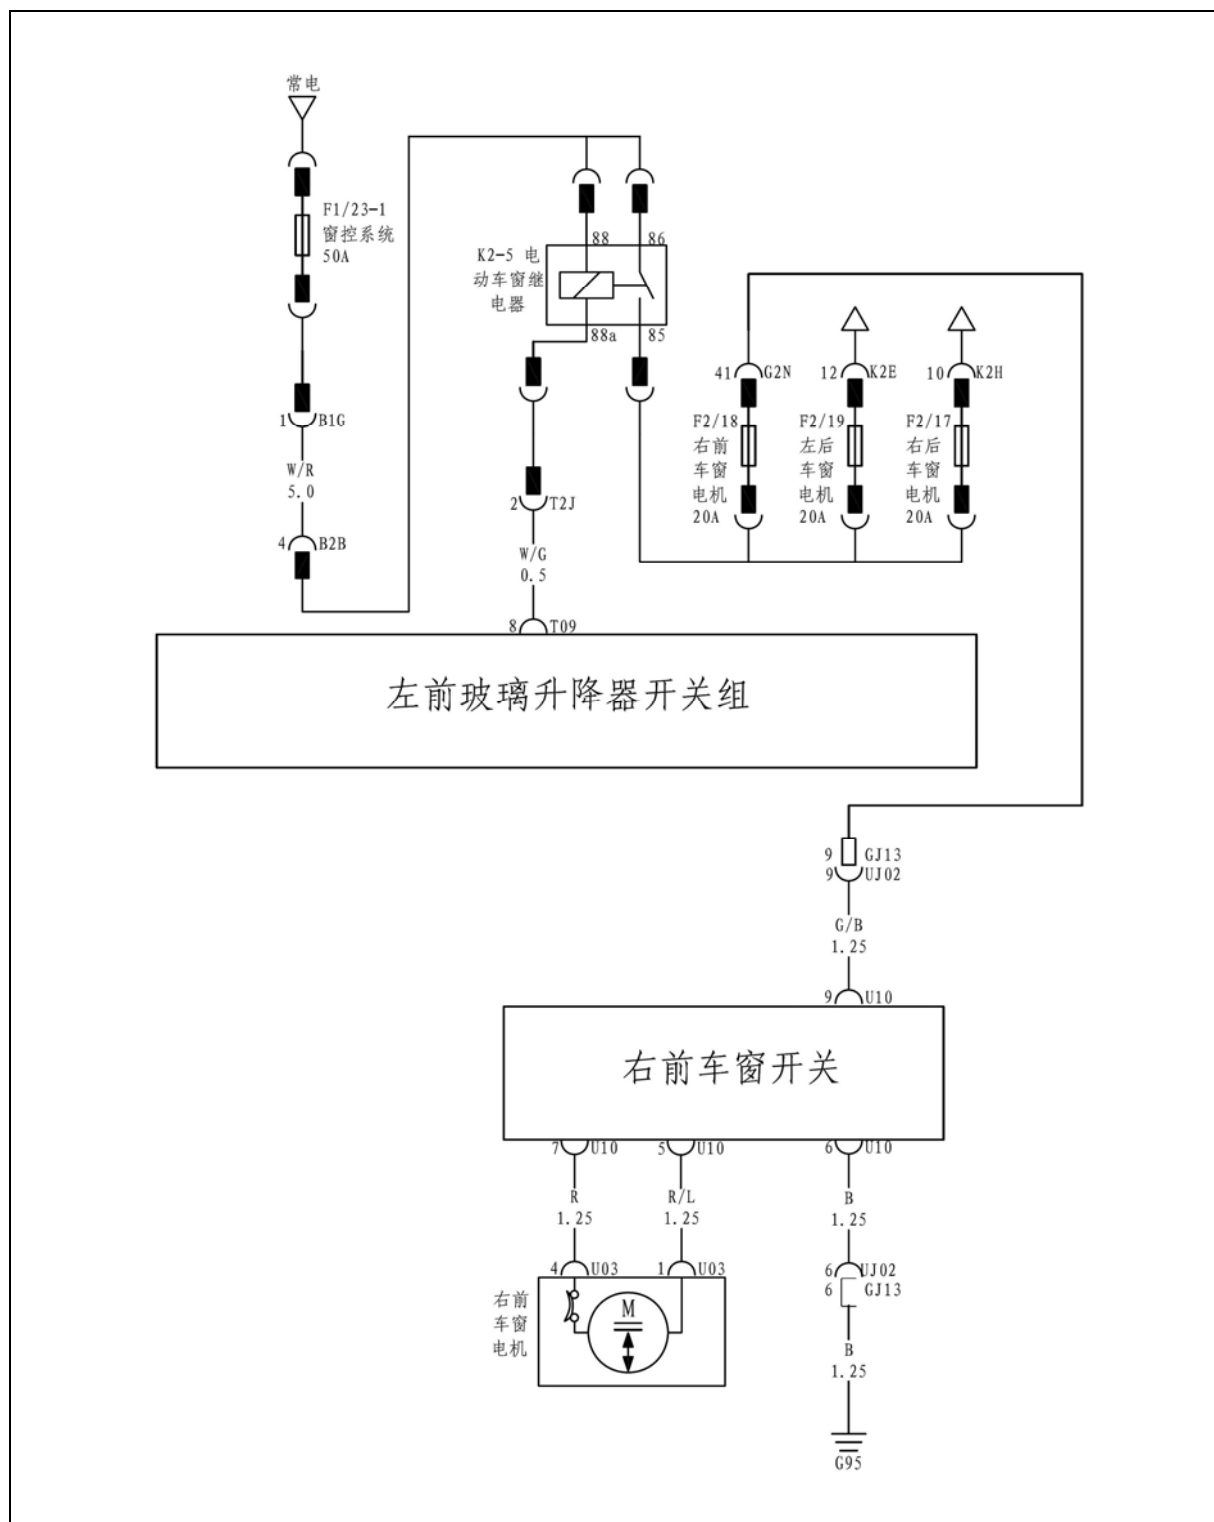 常电
F1/23-1
窗控系统
50A
88
86
K2-5 电
动车窗继
电器
88a
85
41 G2N
12 K2E
10 K2H
F2/18
右前
车窗
电机
20A
F2/19
左后
车窗
电机
20A
F2/17
右后
车窗
电机
20A
1 B1G
W/R
5.0
4 B2B
2 T2J
W/G
0.5
8 T09
左前玻璃升降器开关组
9 GJ13
9 UJ02
G/B
1.25
9 U10
右前车窗开关
7 U10
5 U10
6 U10
R
1.25
R/L
1.25
B
1.25
4 U03
1 U03
6 UJ02
6 GJ13
右前
车窗
电机
M
B
1.25
G95